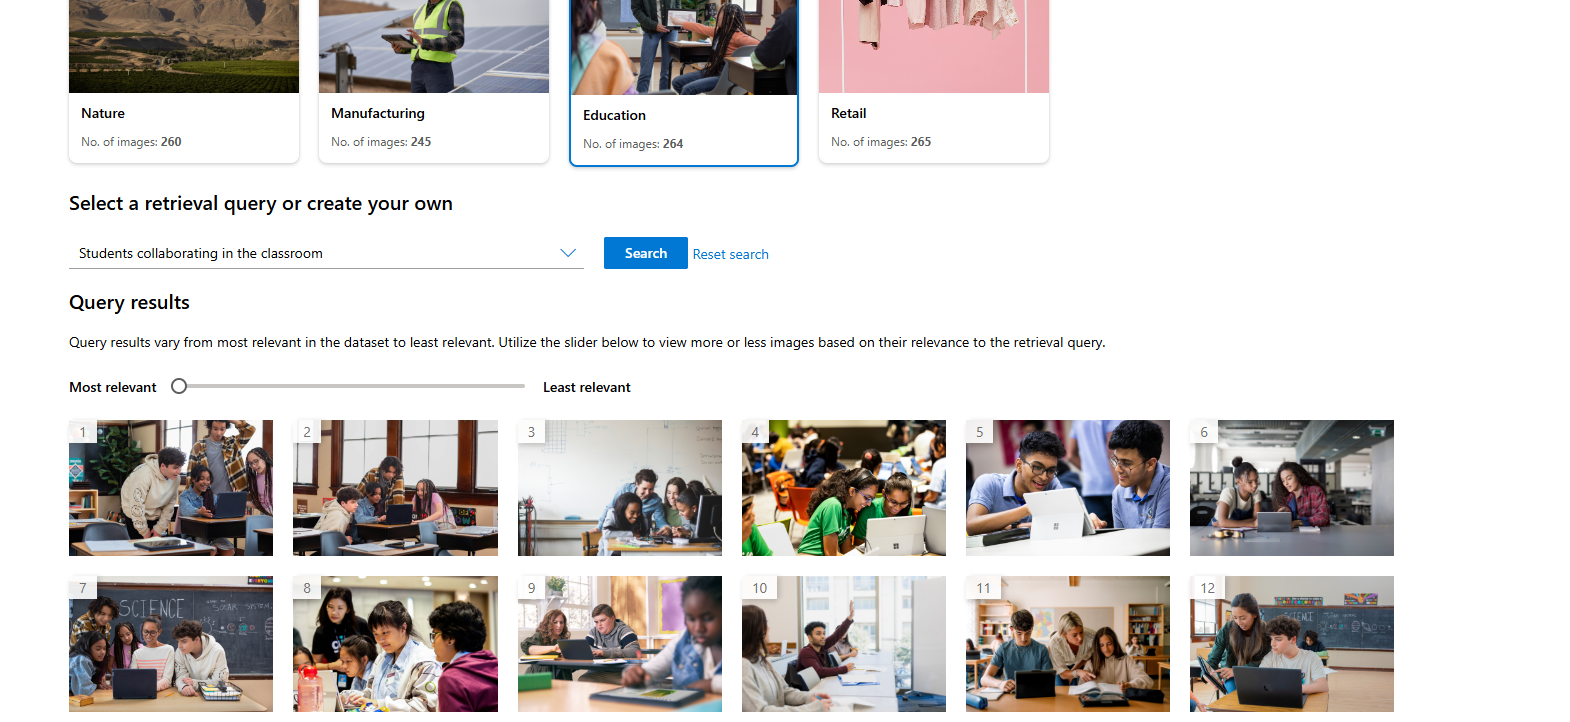 Nature
No. of images: 260
Manufacturing
No. of images: 245
Education
No. of images: 264
Retail
No. of images: 265
Select a retrieval query or create your own
Students collaborating in the classroom
Search
Reset search
Query results
Query results vary from most relevant in the dataset to least relevant. Utilize the slider below to view more or less images based on their relevance to the retrieval query.
Most relevant
Least relevant
1
2
3
4
5
6
7
SCIENCE
SOLAR SYSTEM
8
9
10
11
12
SCIENCE